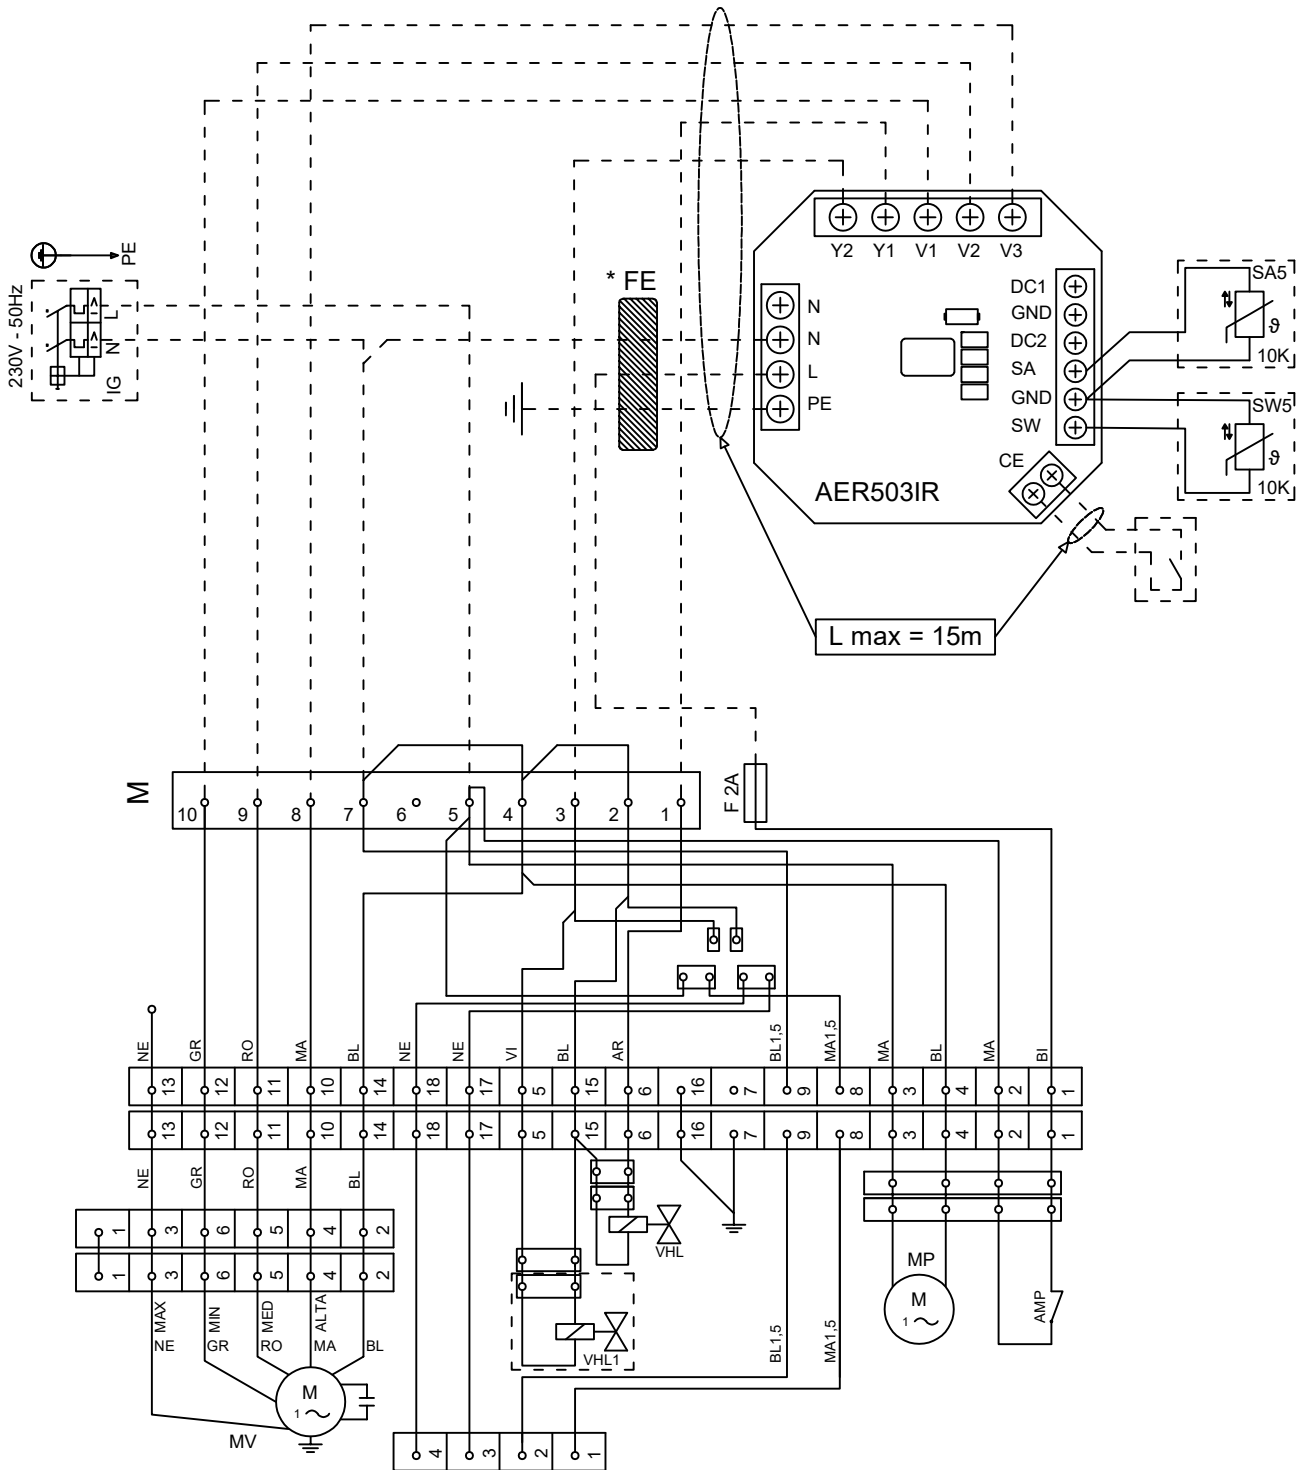 Y2 Y1 V1 V2 V3
PE
230V - 50Hz
L
N
IG
* FE
N
N
L
PE
DC1
GND
DC2
SA
GND
SW
CE
AER503IR
SA5
ϑ
10K
SW5
ϑ
10K
L max = 15m
M
10 9 8 7 6 5 4 3 2 1
F 2A
NE GR RO MA BL NE NE VI BL AR BL1,5 MA1,5 MA BL MA BI
13 12 11 10 14 18 17 5 15 6 16 7 9 8 3 4 2 1
13 12 11 10 14 18 17 5 15 6 16 7 9 8 3 4 2 1
NE GR RO MA BL
1 3 6 5 4 2
1 3 6 5 4 2
MAX MIN MED ALTA
NE GR RO MA BL
VHL
VHL1
BL1,5 MA1,5
MP
M
1
AMP
M
1
MV
4 3 2 1